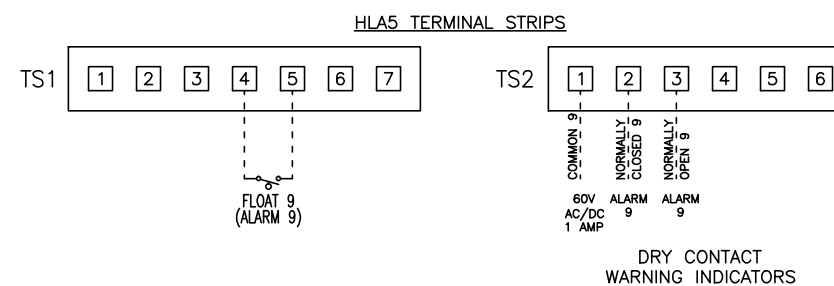 HLA5 TERMINAL STRIPS
TS1 1 2 3 4 5 6 7
FLOAT 9
(ALARM 9)
TS2 1 2 3 4 5 6
COMMON 9
NORMALLY
CLOSED 9
NORMALLY
OPEN 9
60V
AC/DC
1 AMP
ALARM
9
ALARM
9
DRY CONTACT
WARNING INDICATORS